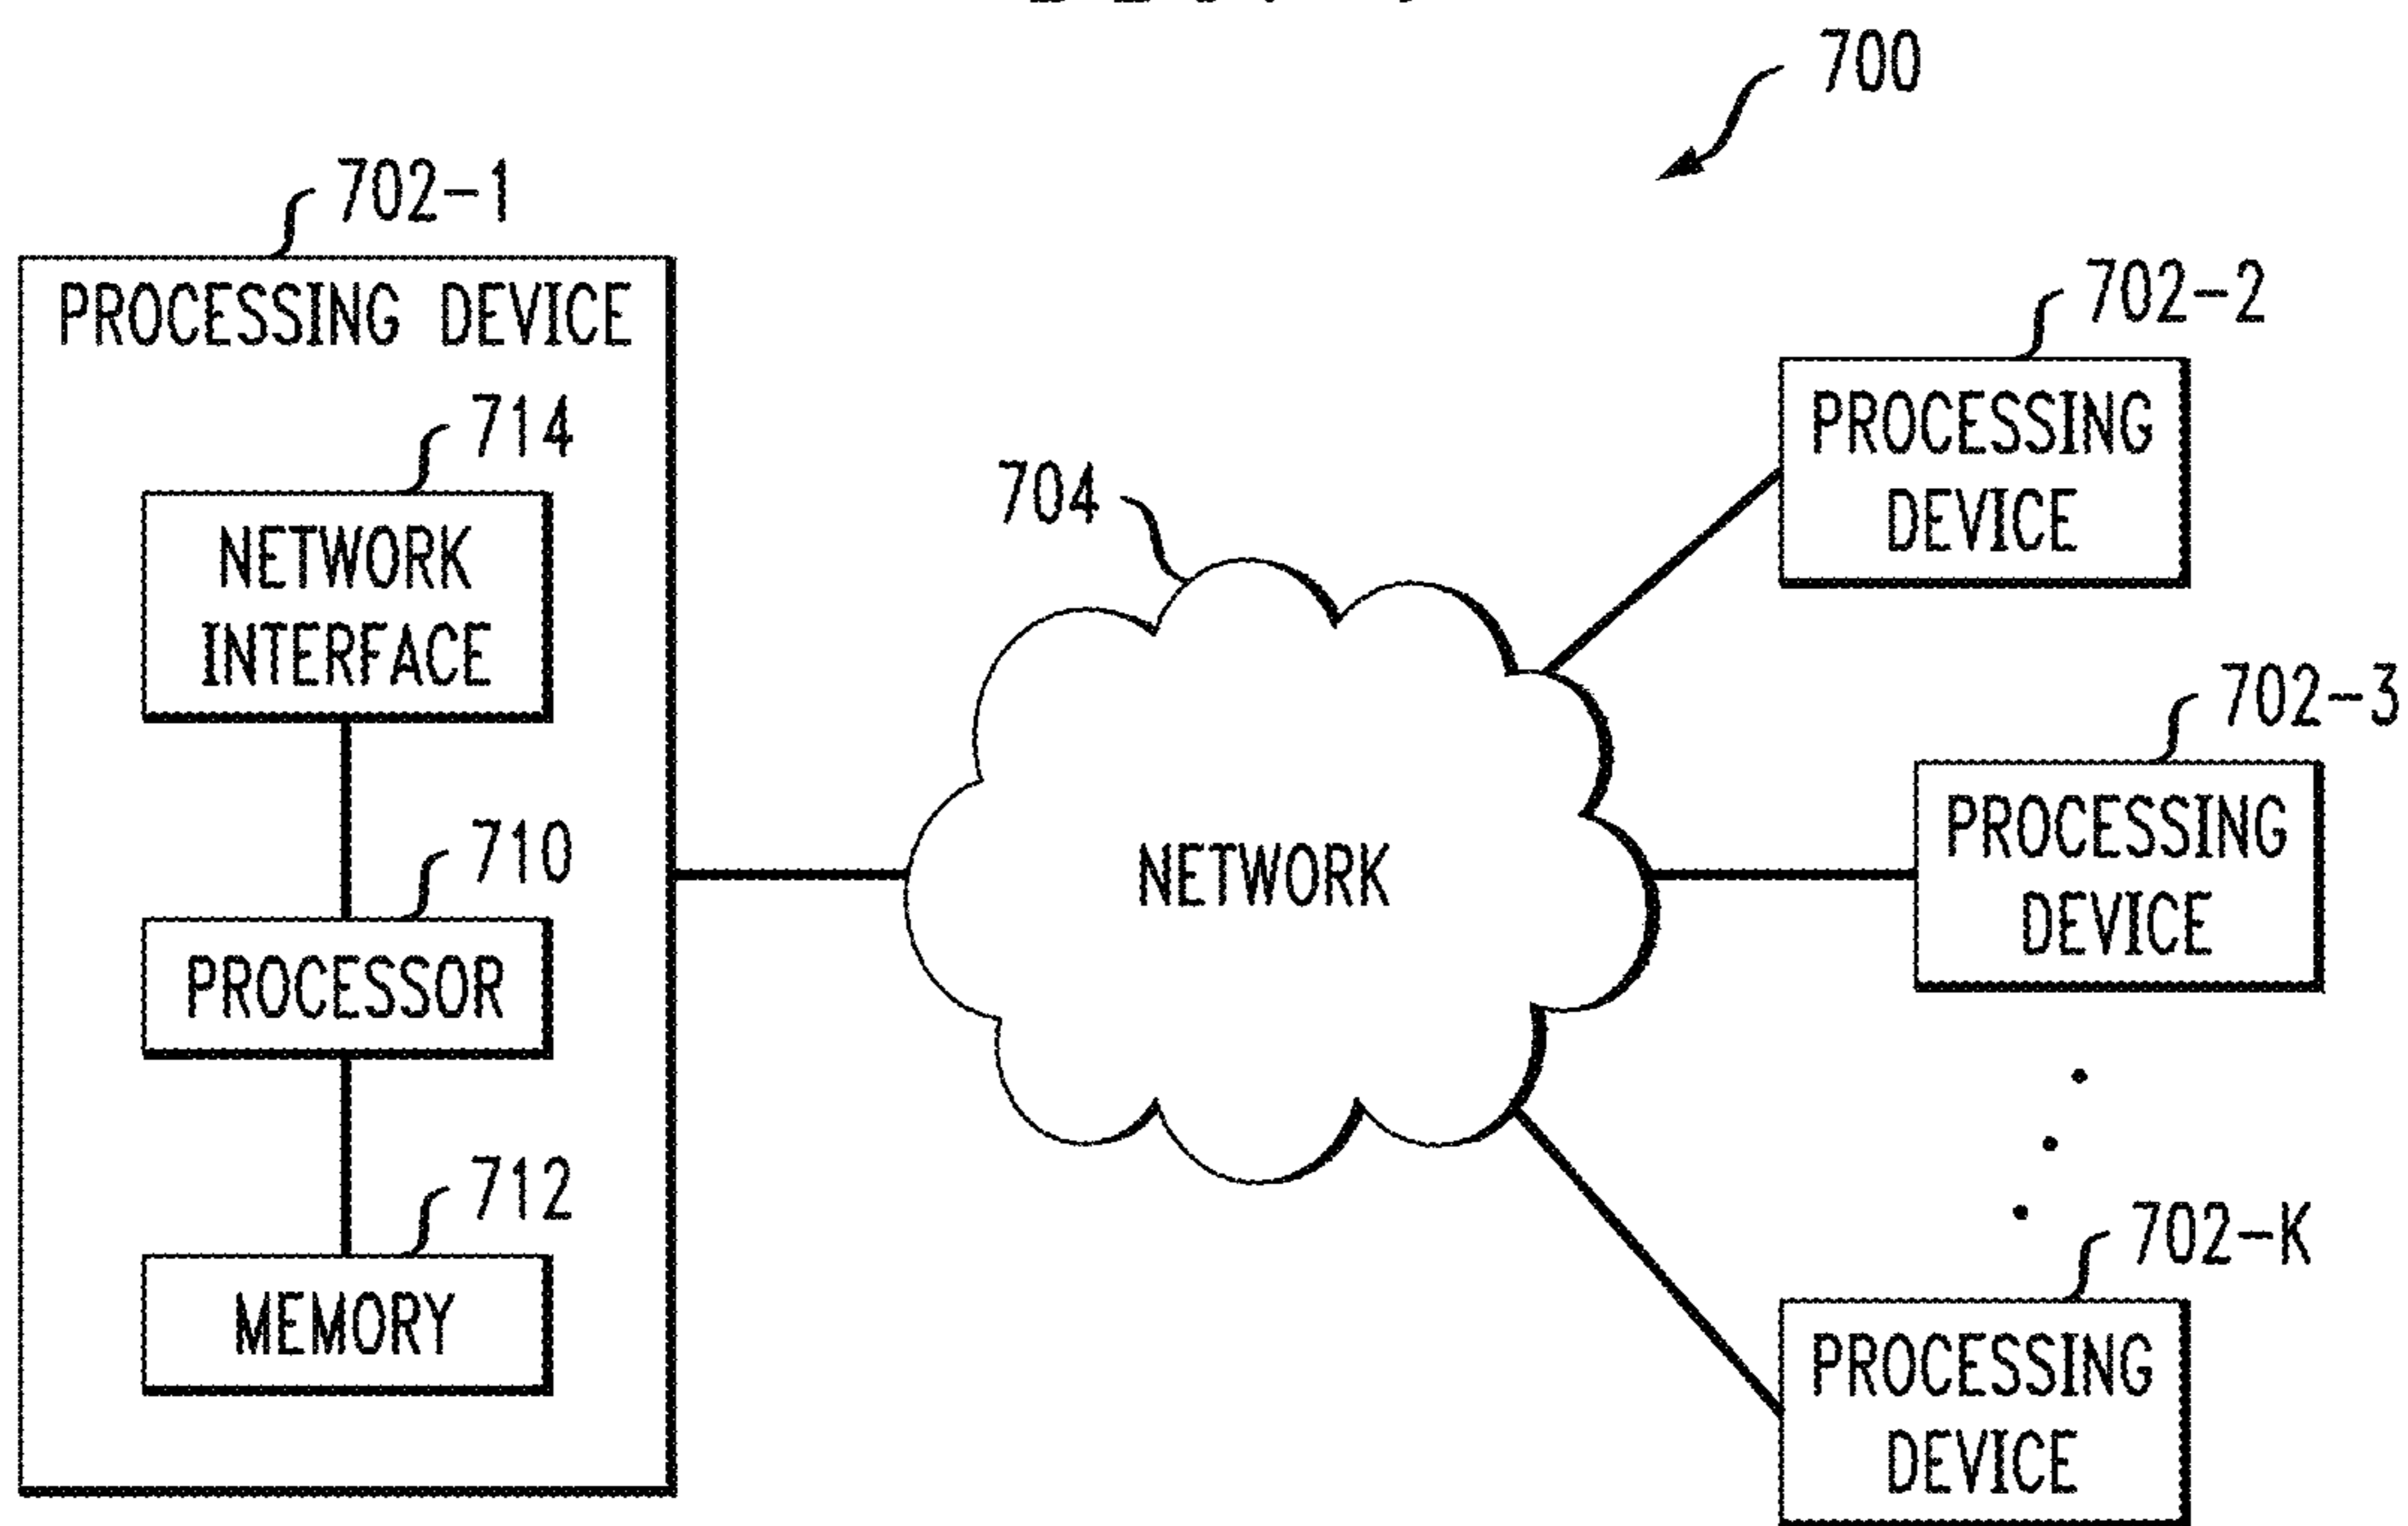 700
702-1
PROCESSING DEVICE
714
NETWORK
INTERFACE
710
PROCESSOR
712
MEMORY
704
NETWORK
702-2
PROCESSING
DEVICE
702-3
PROCESSING
DEVICE
702-K
PROCESSING
DEVICE